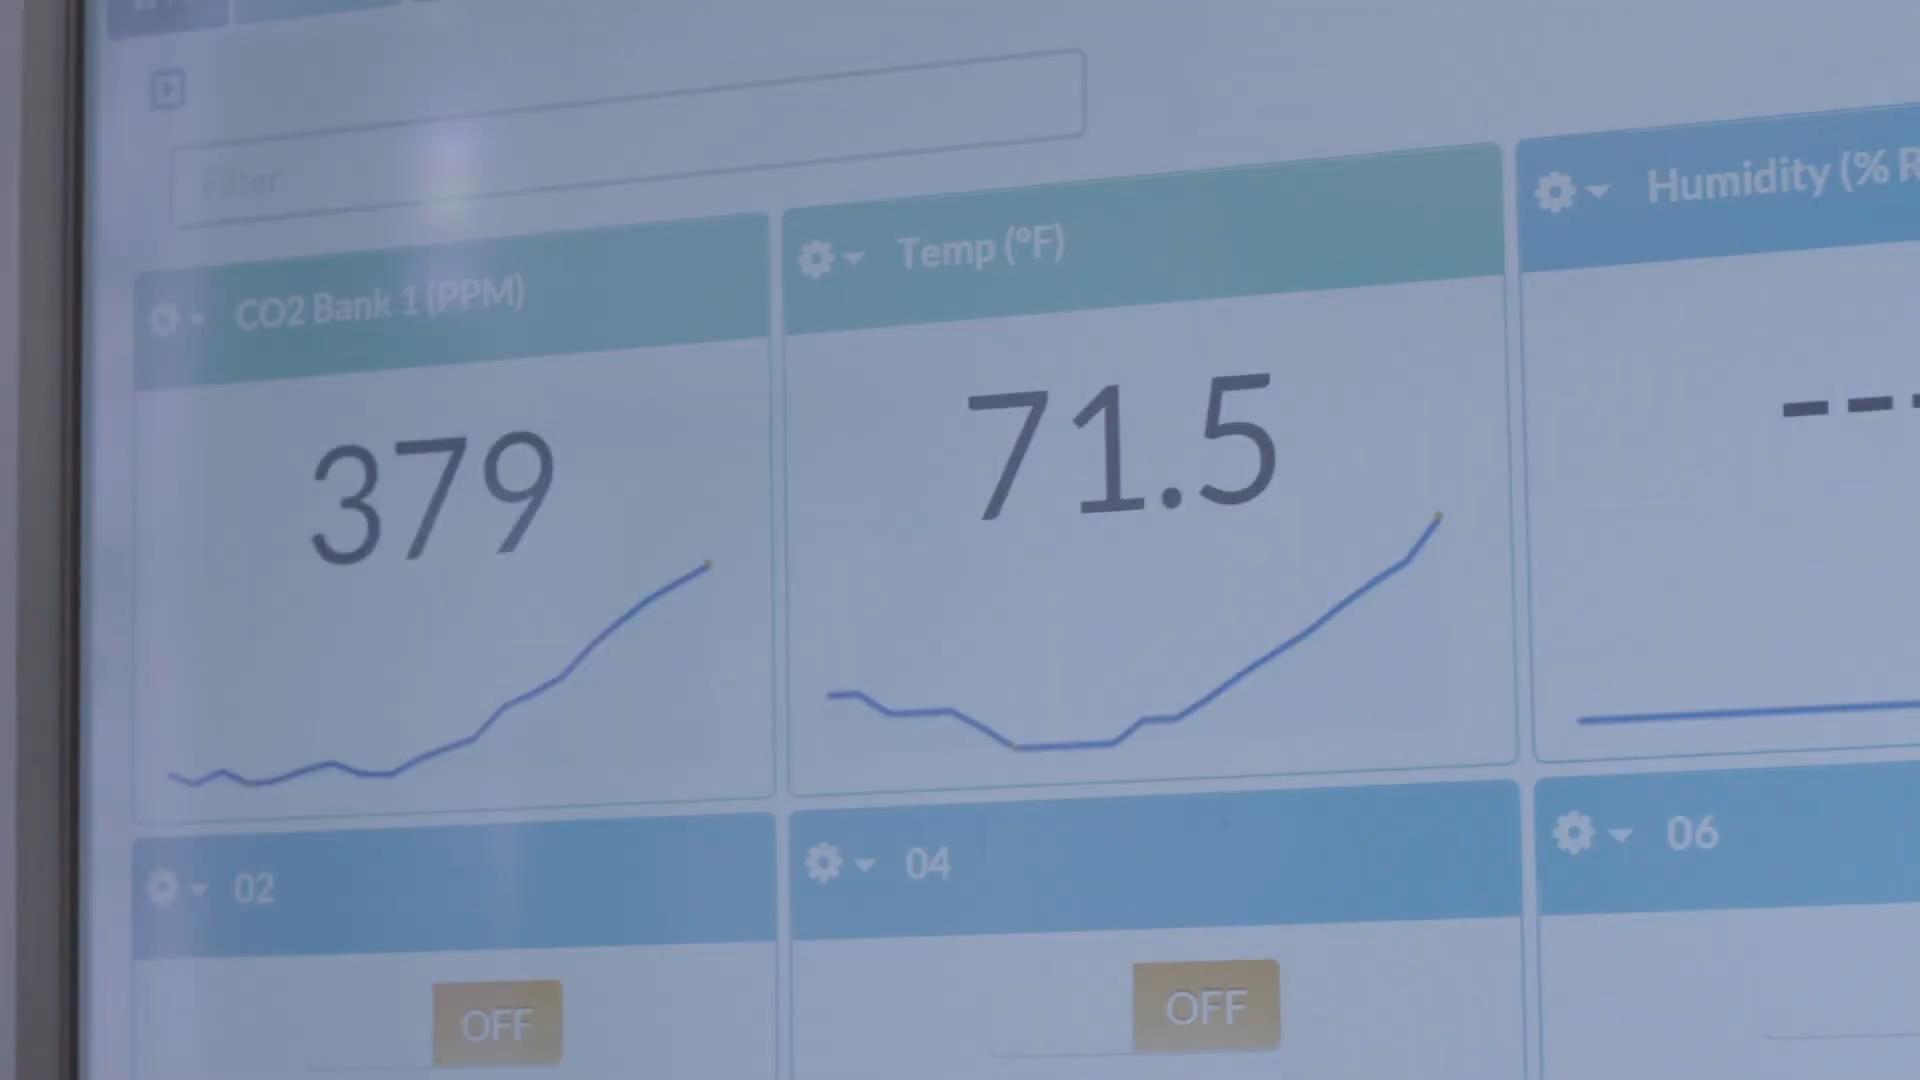 Filter
CO2 Bank 1 (PPM)
Temp (°F)
Humidity (% R
379
71.5
---
02
04
06
OFF
OFF